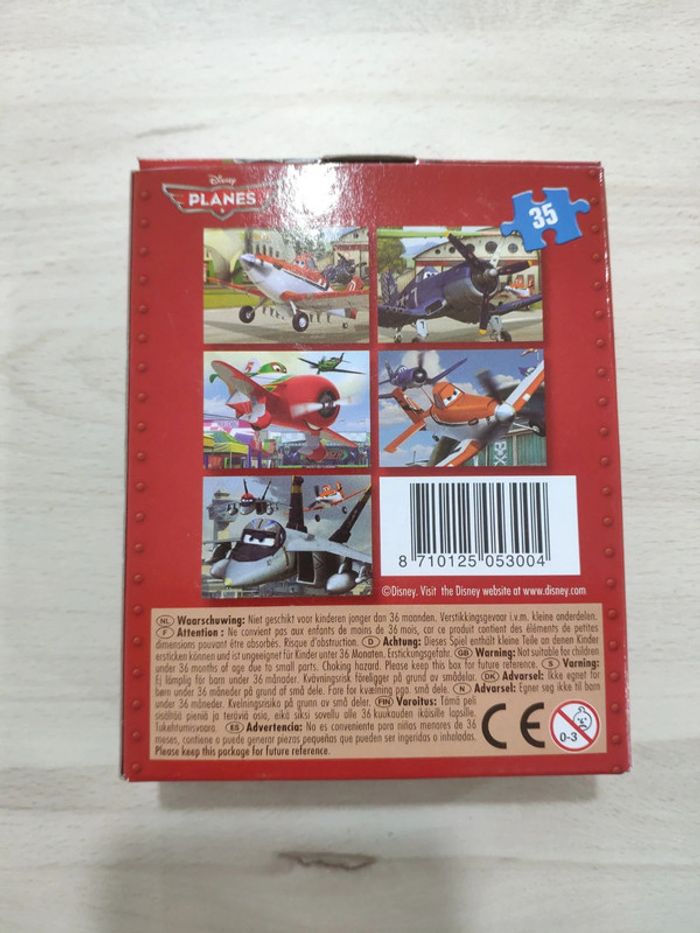 Disney
PLANES
35
8 710125 053004
©Disney. Visit the Disney website at www.disney.com
NL Waarschuwing: Niet geschikt voor kinderen jonger dan 36 maanden. Verstikkingsgevaar i.v.m. kleine onderdelen.
F Attention : Ne convient pas aux enfants de moins de 36 mois, car ce produit contient des éléments de petites
dimensions pouvant être absorbés. Risque d'obstruction. D Achtung: Dieses Spiel enthält kleine Teile an denen Kinder
ersticken können und ist ungeeignet für Kinder unter 36 Monaten. Erstickungsgefahr. GB Warning: Not suitable for children
under 36 months of age due to small parts. Choking hazard. Please keep this box for future reference. S Varning:
Ej lämplig för barn under 36 månader. Kvävningsrisk föreligger på grund av smådelar. DK Advarsel: Ikke egnet for
børn under 36 måneder på grund af små dele. Fare for kvælning pga. små dele. N Advarsel: Egner seg ikke til barn
under 36 måneder. Kvelningsrisiko på grunn av små deler. FIN Varoitus: Tämä peli
sisältää pieniä ja teräviä osia, eikä siksi sovellu alle 36 kuukauden ikäisille lapsille.
Tukehtumisvaara. ES Advertencia: No es conveniente para niños menores de 36
meses, contiene o puede generar piezas pequeñas que pueden ser ingeridas o inhaladas.
Please keep this package for future reference.
CE
0-3